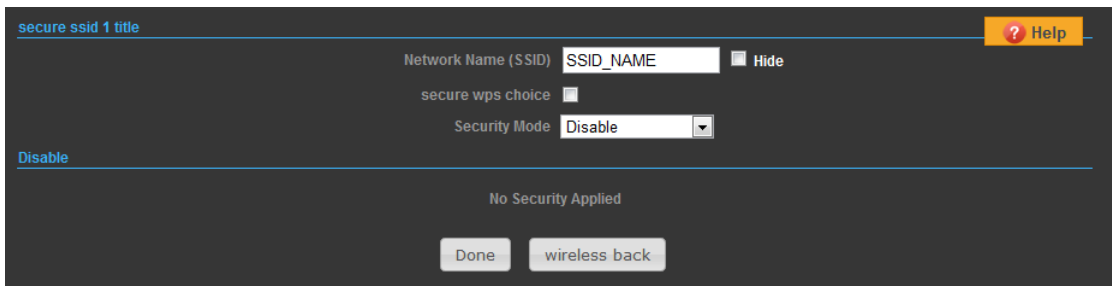 secure ssid 1 title
? Help
Network Name (SSID) SSID_NAME Hide
secure wps choice
Security Mode Disable
Disable
No Security Applied
Done wireless back